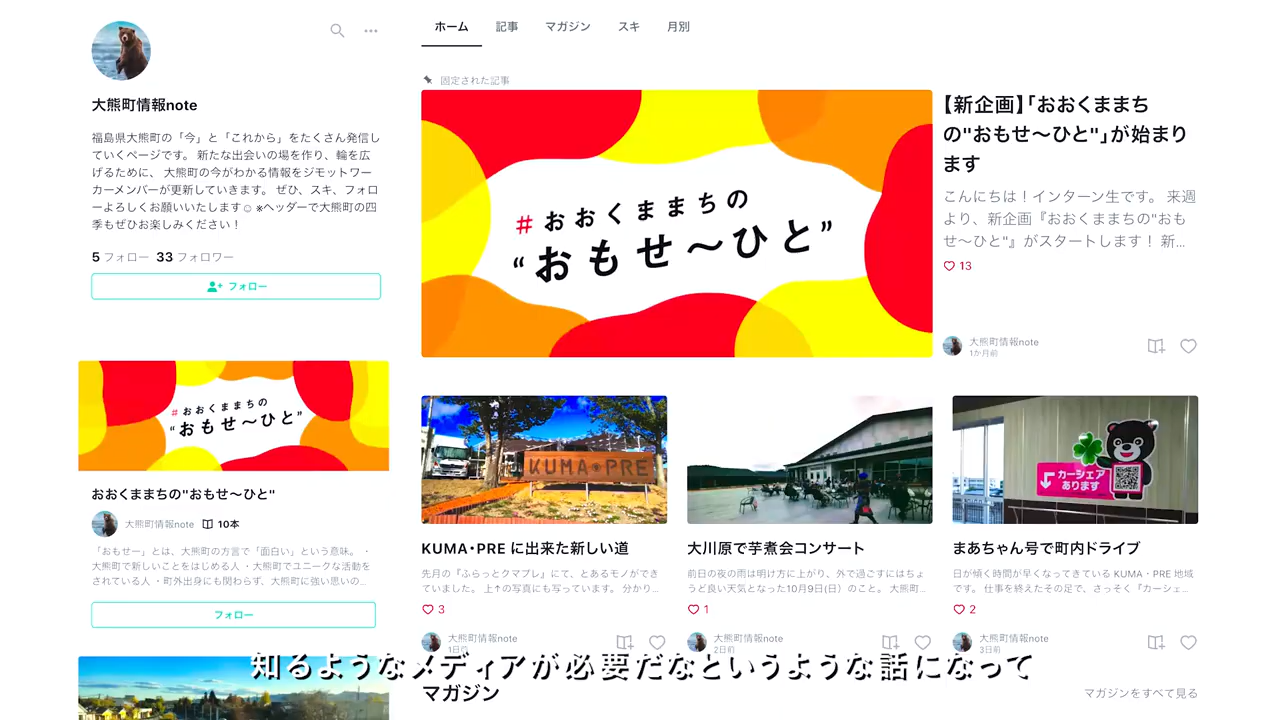 大熊町情報note
福島県大熊町の「今」と「これから」をたくさん発信し
ていくページです。 新たな出会いの場を作り、輪を広
げるために、 大熊町の今がわかる情報をジモットワー
カーメンバーが更新していきます。 ぜひ、スキ、フォロ
ーよろしくお願いいたします☺ ※ヘッダーで大熊町の四
季もぜひお楽しみください！
5 フォロー 33 フォロワー
フォロー
#おおくままちの
“おもせ〜ひと”
おおくままちの"おもせ〜ひと"
大熊町情報note 10本
「おもせー」とは、大熊町の方言で「面白い」という意味。 ・
大熊町で新しいことをはじめる人 ・大熊町でユニークな活動を
されている人 ・町外出身にも関わらず、大熊町に強い思いの…
フォロー
ホーム 記事 マガジン スキ 月別
固定された記事
#おおくままちの
“おもせ〜ひと”
【新企画】「おおくままち
の"おもせ〜ひと"」が始まり
ます
こんにちは！インターン生です。 来週
より、新企画『おおくままちの"おも
せ〜ひと"』がスタートします！ 新…
13
大熊町情報note
1か月前
KUMA・PRE
KUMA・PRE に出来た新しい道
先月の『ふらっとクマプレ』にて、とあるモノができ
ていました。 上↑の写真にも写っています。 分かり…
3
大熊町情報note
1日前
大川原で芋煮会コンサート
前日の夜の雨は明け方に上がり、外で過ごすにはちょ
うど良い天気となった10月9日(日）のこと。 大熊町…
1
大熊町情報note
2日前
カーシェア
あります
まあちゃん号で町内ドライブ
日が傾く時間が早くなってきている KUMA・PRE 地域
です。 仕事を終えたその足で、さっそく『カーシェ…
2
大熊町情報note
3日前
知るようなメディアが必要だなというような話になって
マガジン
マガジンをすべて見る